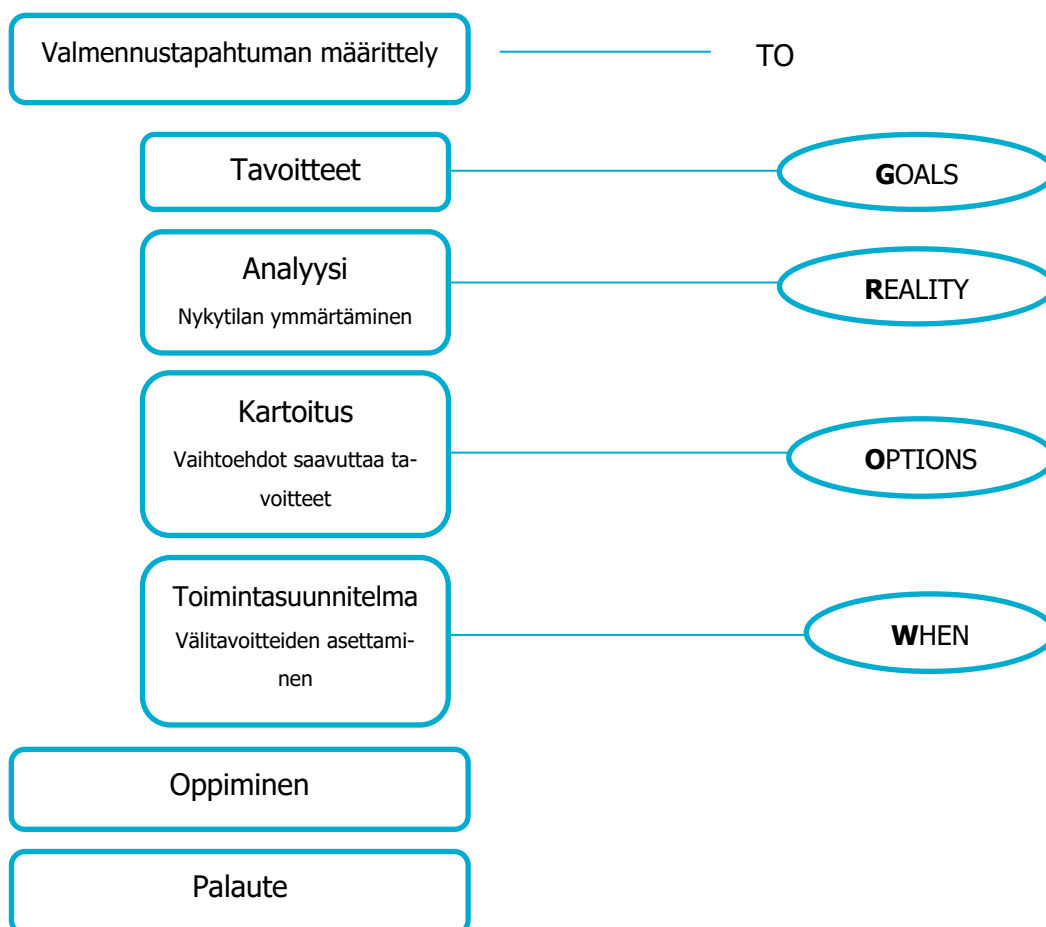 Valmennustapahtuman määrittely
TO
Tavoitteet
GOALS
Analyysi
Nykytilan ymmärtäminen
REALITY
Kartoitus
Vaihtoehdot saavuttaa ta-
voitteet
OPTIONS
Toimintasuunnitelma
Välitavoitteiden asettami-
nen
WHEN
Oppiminen
Palaute